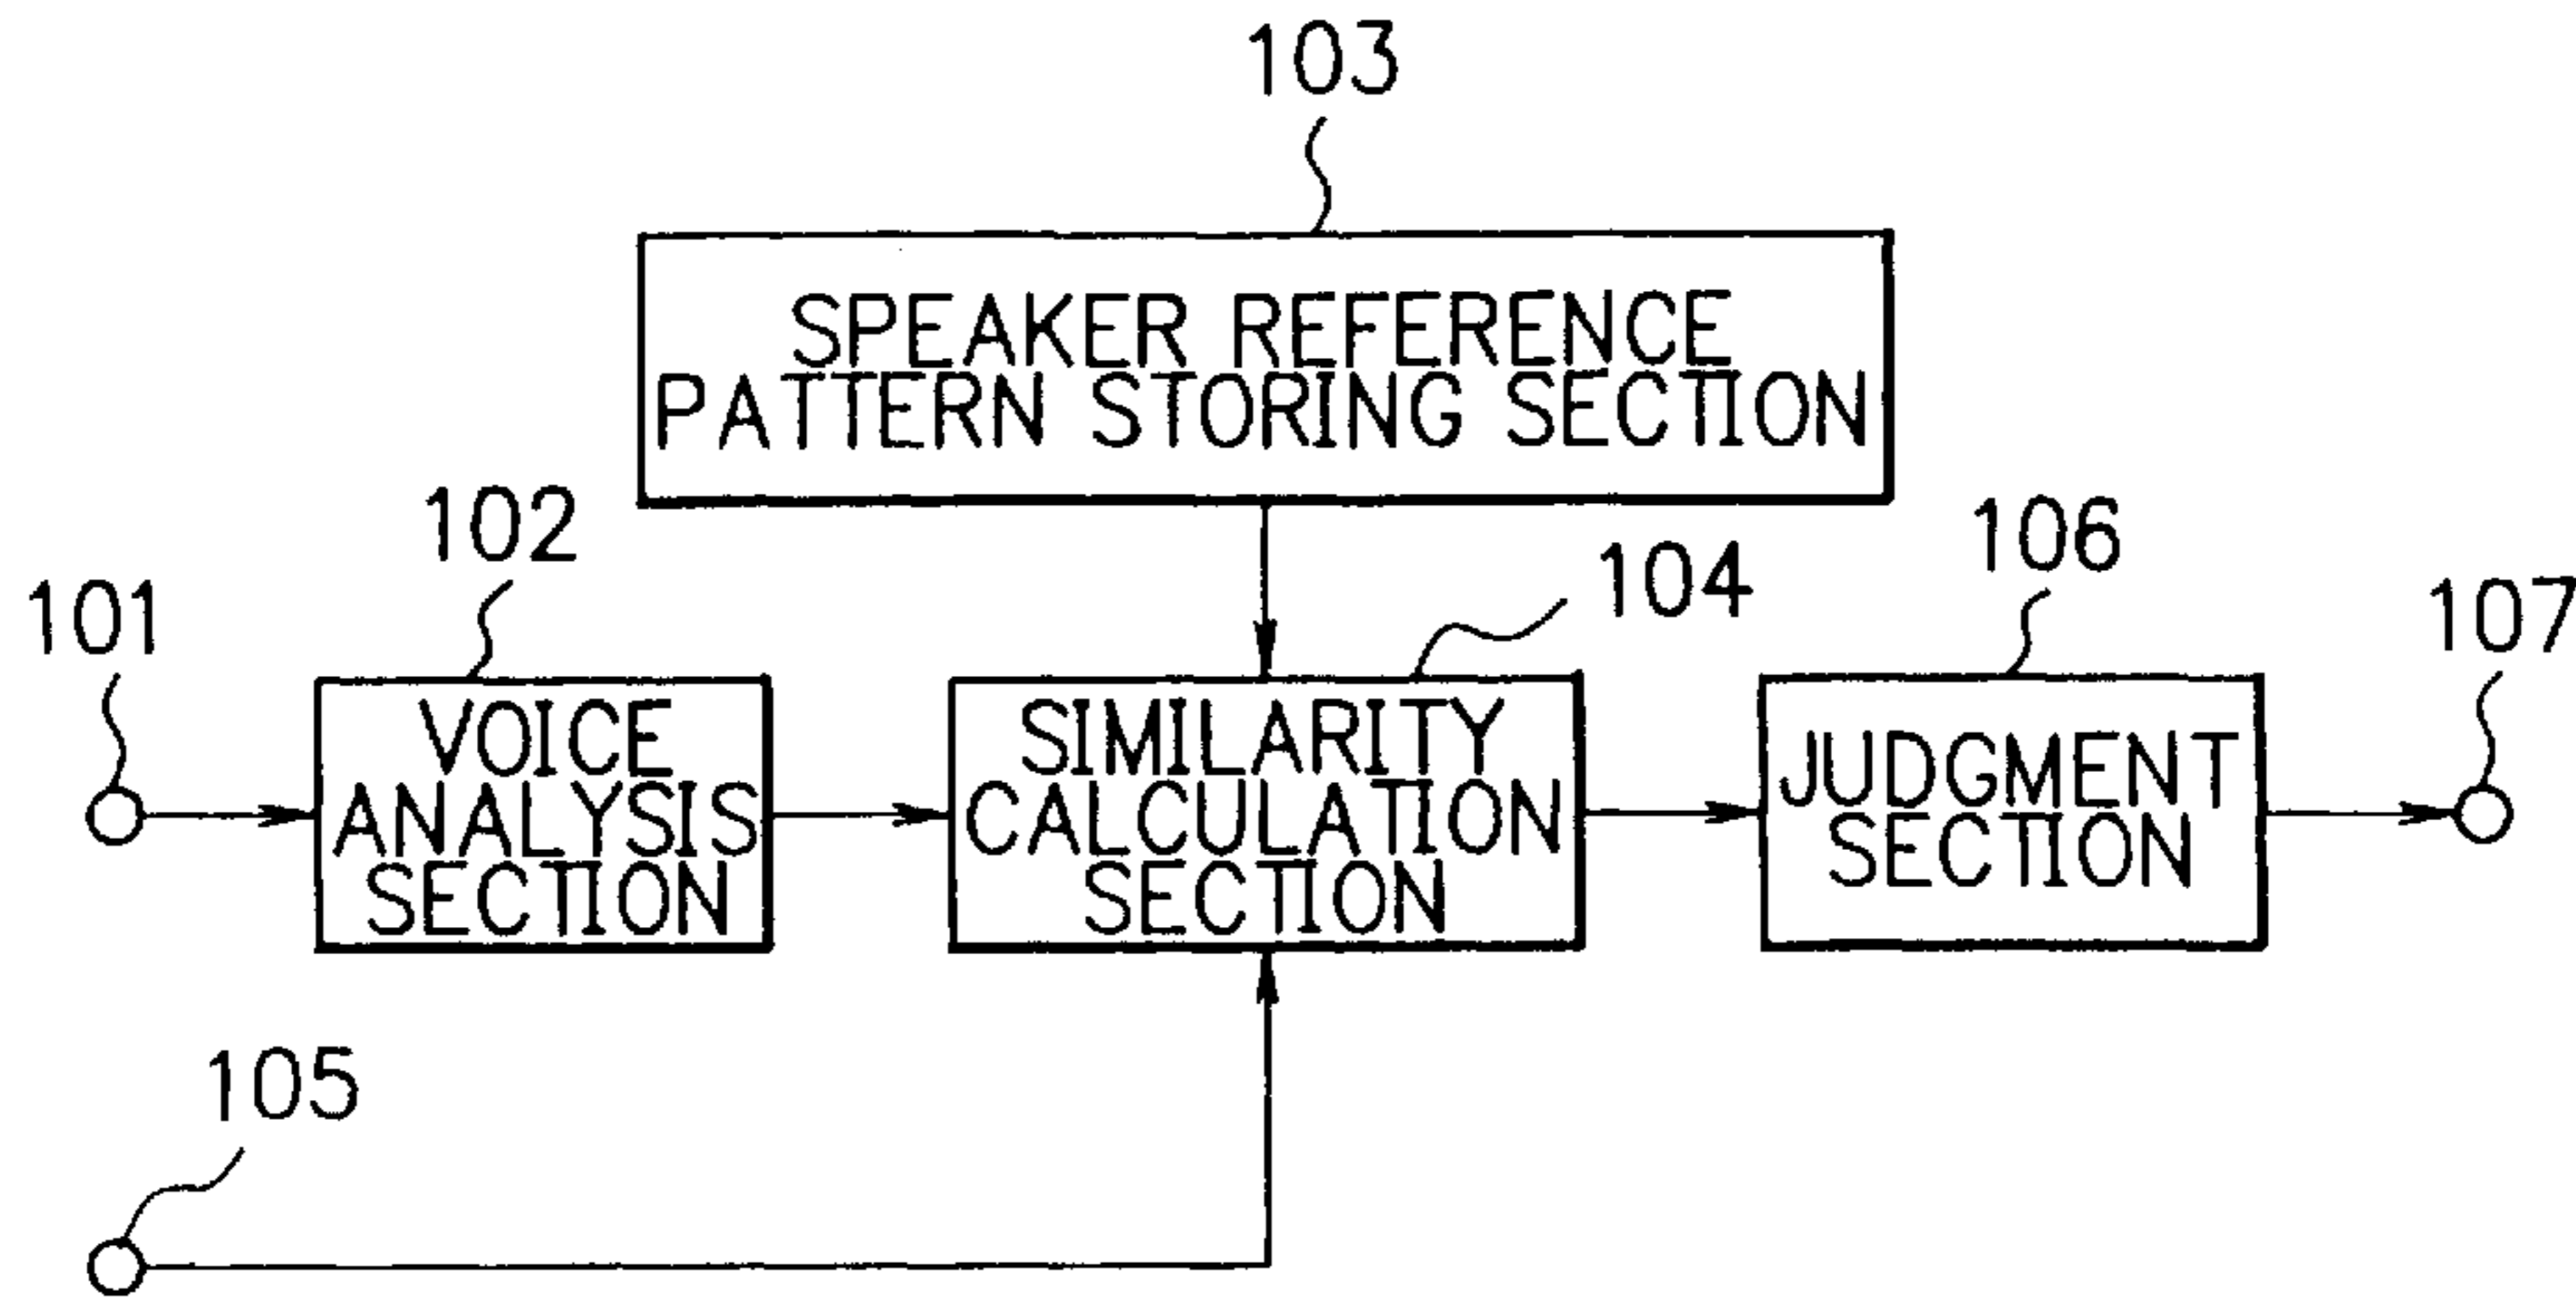 103
SPEAKER REFERENCE
PATTERN STORING SECTION
102
104
106
101
107
VOICE
ANALYSIS
SECTION
SIMILARITY
CALCULATION
SECTION
JUDGMENT
SECTION
105